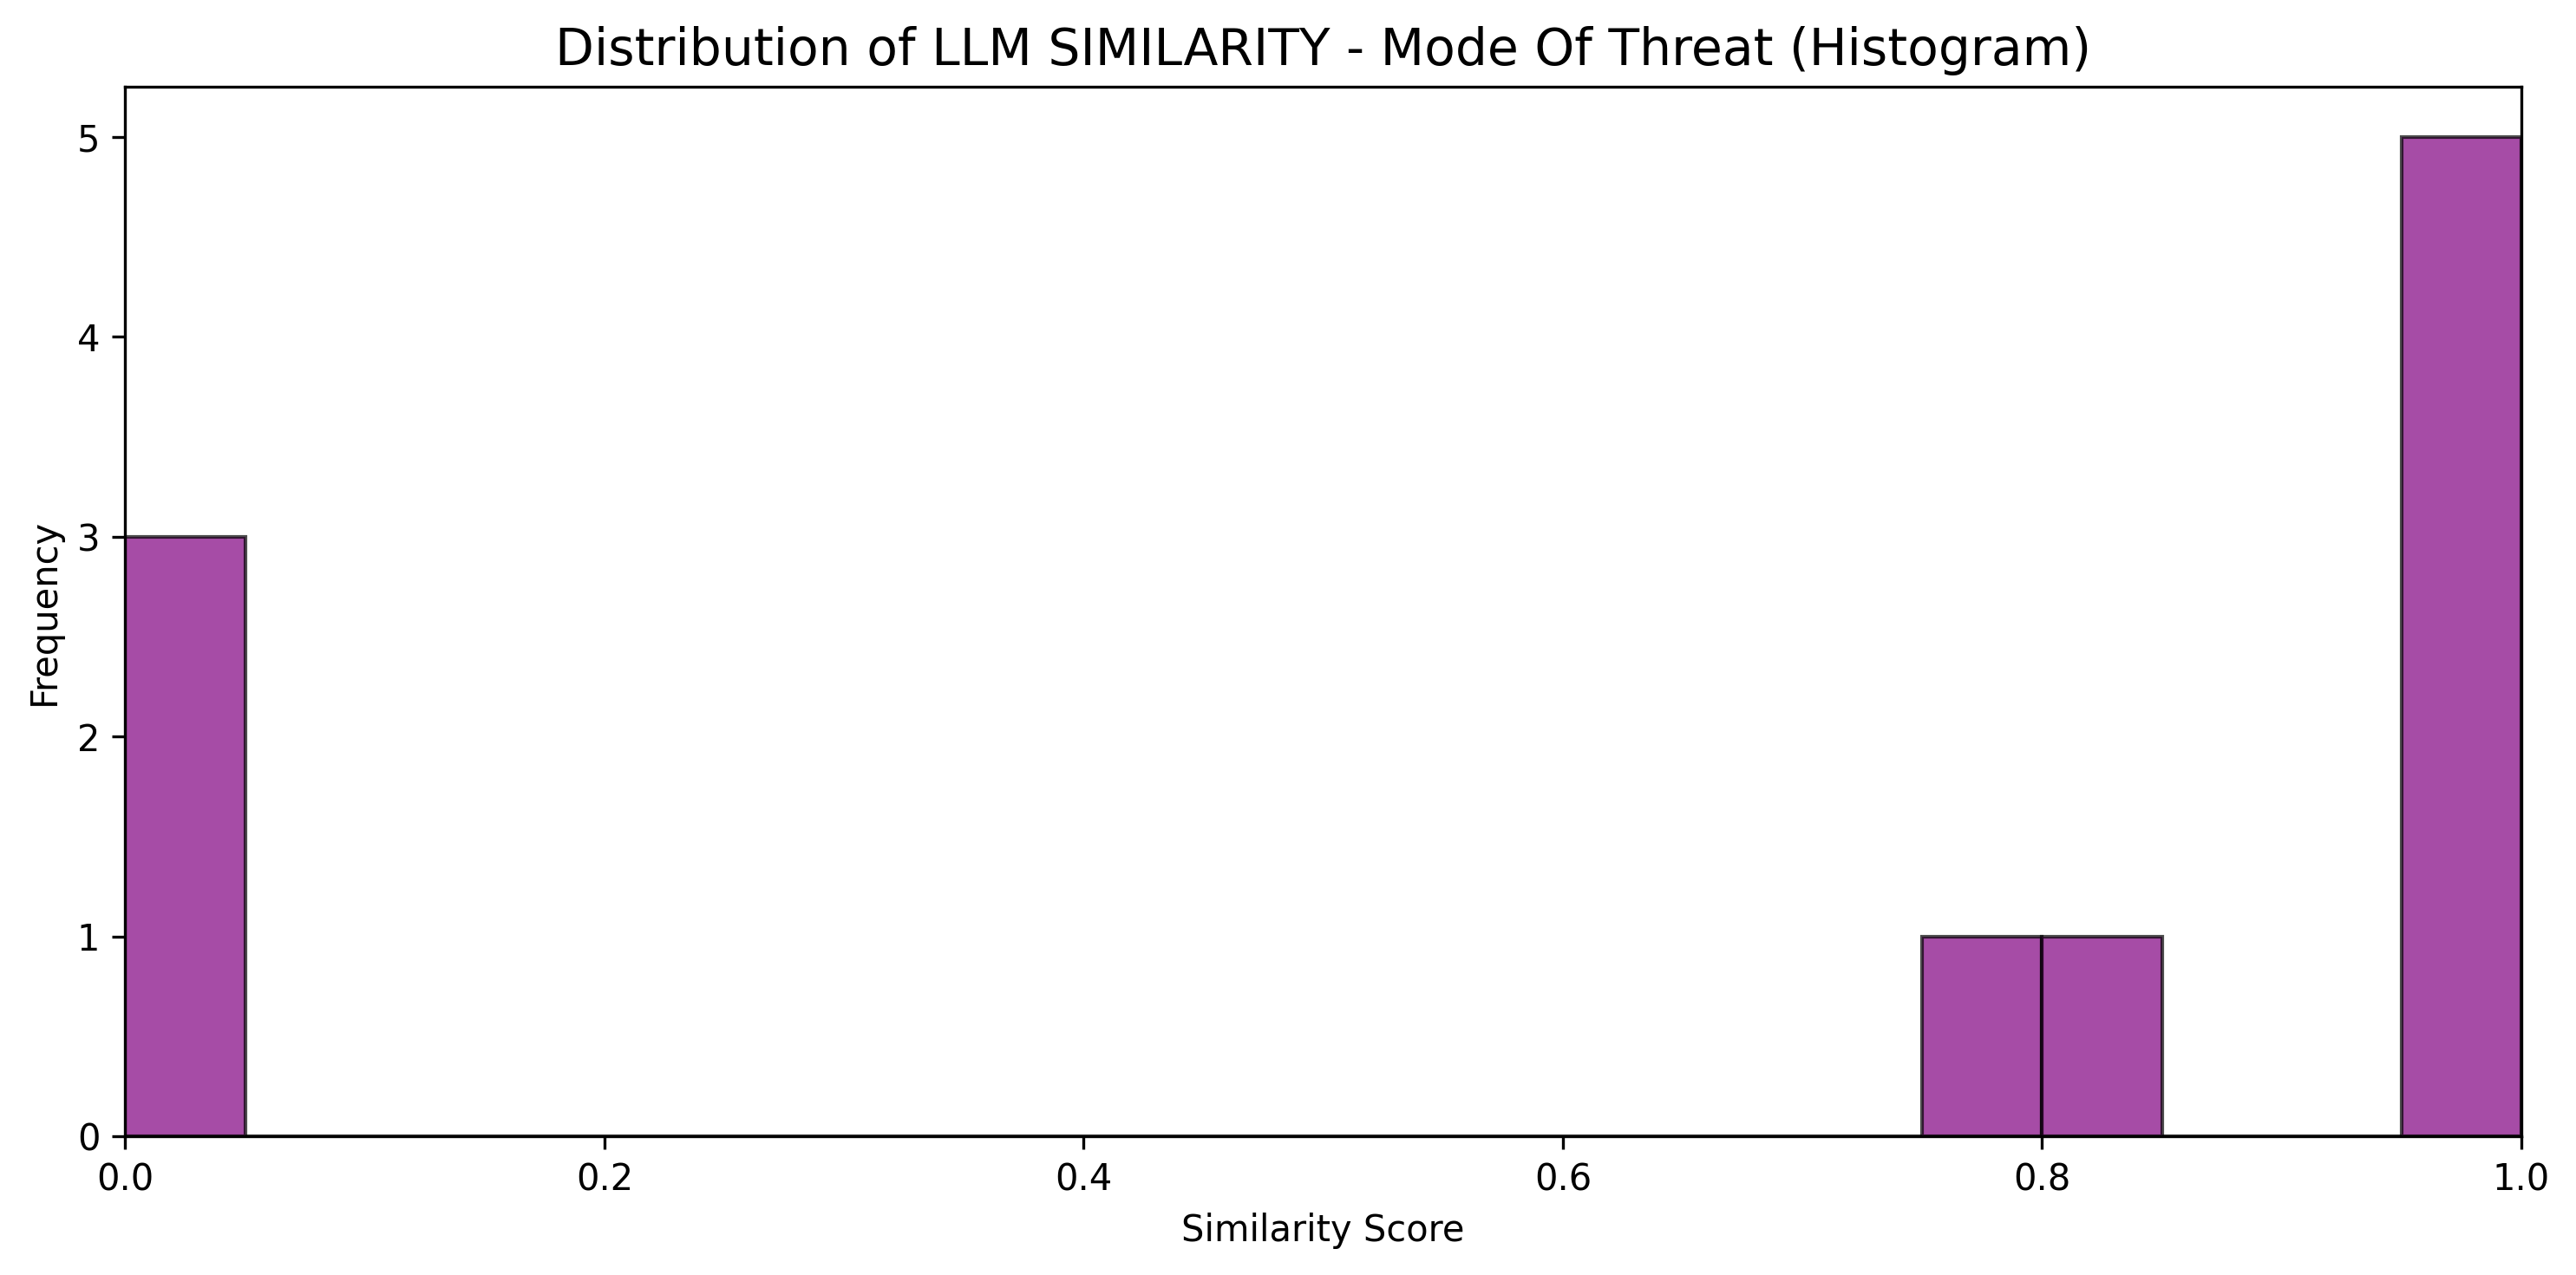 Distribution of LLM SIMILARITY - Mode Of Threat (Histogram)
Frequency
5
4
3
2
1
0
0.0 0.2 0.4 0.6 0.8 1.0
Similarity Score